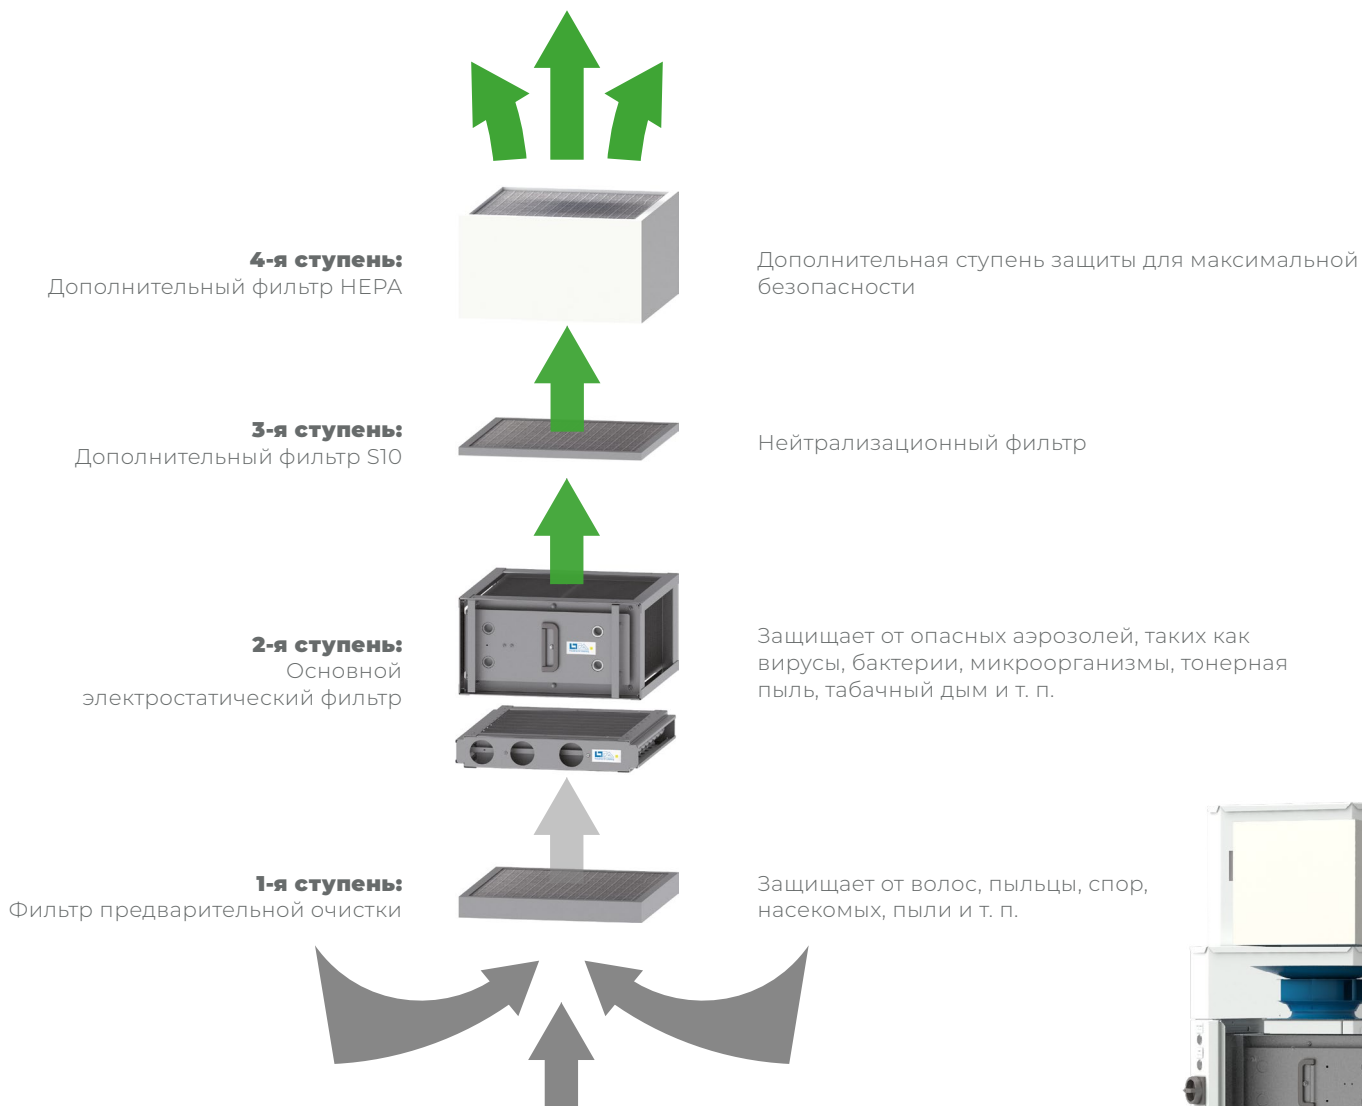 4-я ступень:
Дополнительный фильтр HEPA
Дополнительная ступень защиты для максимальной
безопасности
3-я ступень:
Дополнительный фильтр S10
Нейтрализационный фильтр
2-я ступень:
Основной
электростатический фильтр
Защищает от опасных аэрозолей, таких как
вирусы, бактерии, микроорганизмы, тонерная
пыль, табачный дым и т. п.
1-я ступень:
Фильтр предварительной очистки
Защищает от волос, пыльцы, спор,
насекомых, пыли и т. п.